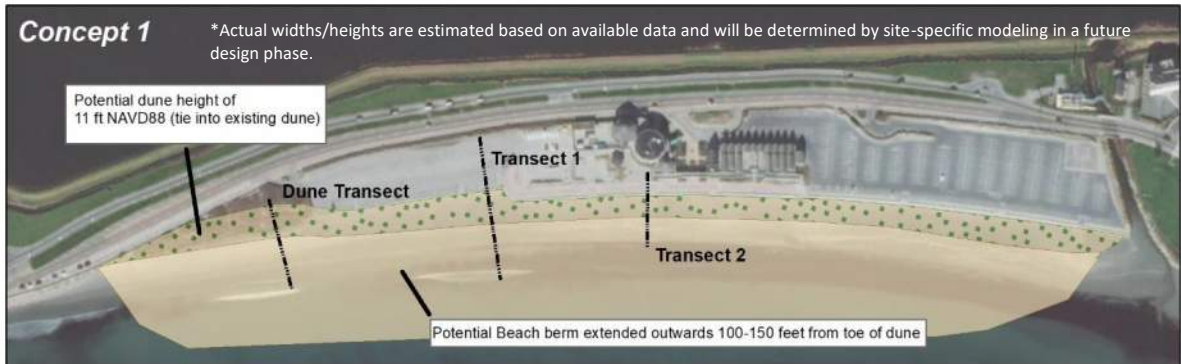 Concept 1
*Actual widths/heights are estimated based on available data and will be determined by site-specific modeling in a future
design phase.
Potential dune height of
11 ft NAVD88 (tie into existing dune)
Transect 1
Dune Transect
Transect 2
Potential Beach berm extended outwards 100-150 feet from toe of dune